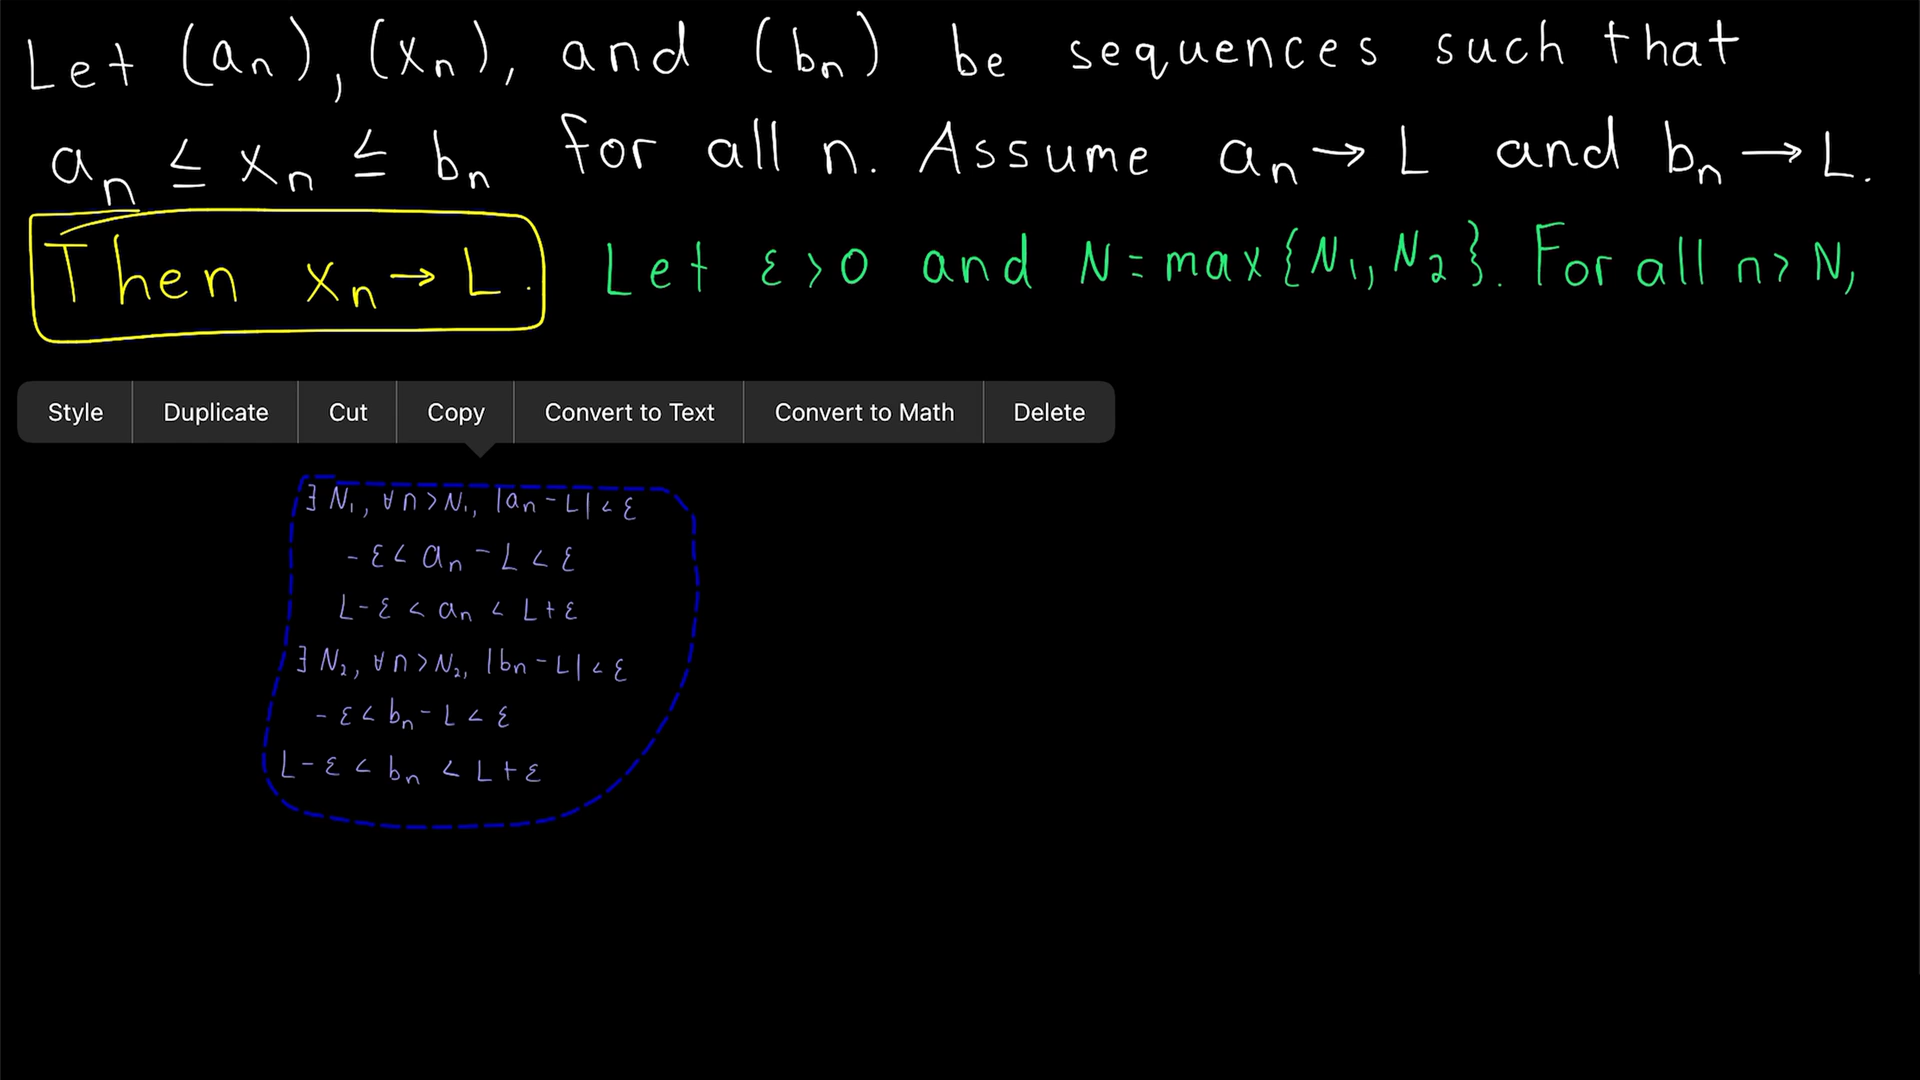 Let (aₙ), (xₙ), and (bₙ) be sequences such that
aₙ ≤ xₙ ≤ bₙ for all n. Assume aₙ → L and bₙ → L.
Then xₙ → L. Let ε > 0 and N = max{N₁, N₂}. For all n > N,
Style Duplicate Cut Copy Convert to Text Convert to Math Delete
∃ N₁, ∀ n > N₁, |aₙ - L| < ε
- ε < aₙ - L < ε
L - ε < aₙ < L + ε
∃ N₂, ∀ n > N₂, |bₙ - L| < ε
- ε < bₙ - L < ε
L - ε < bₙ < L + ε